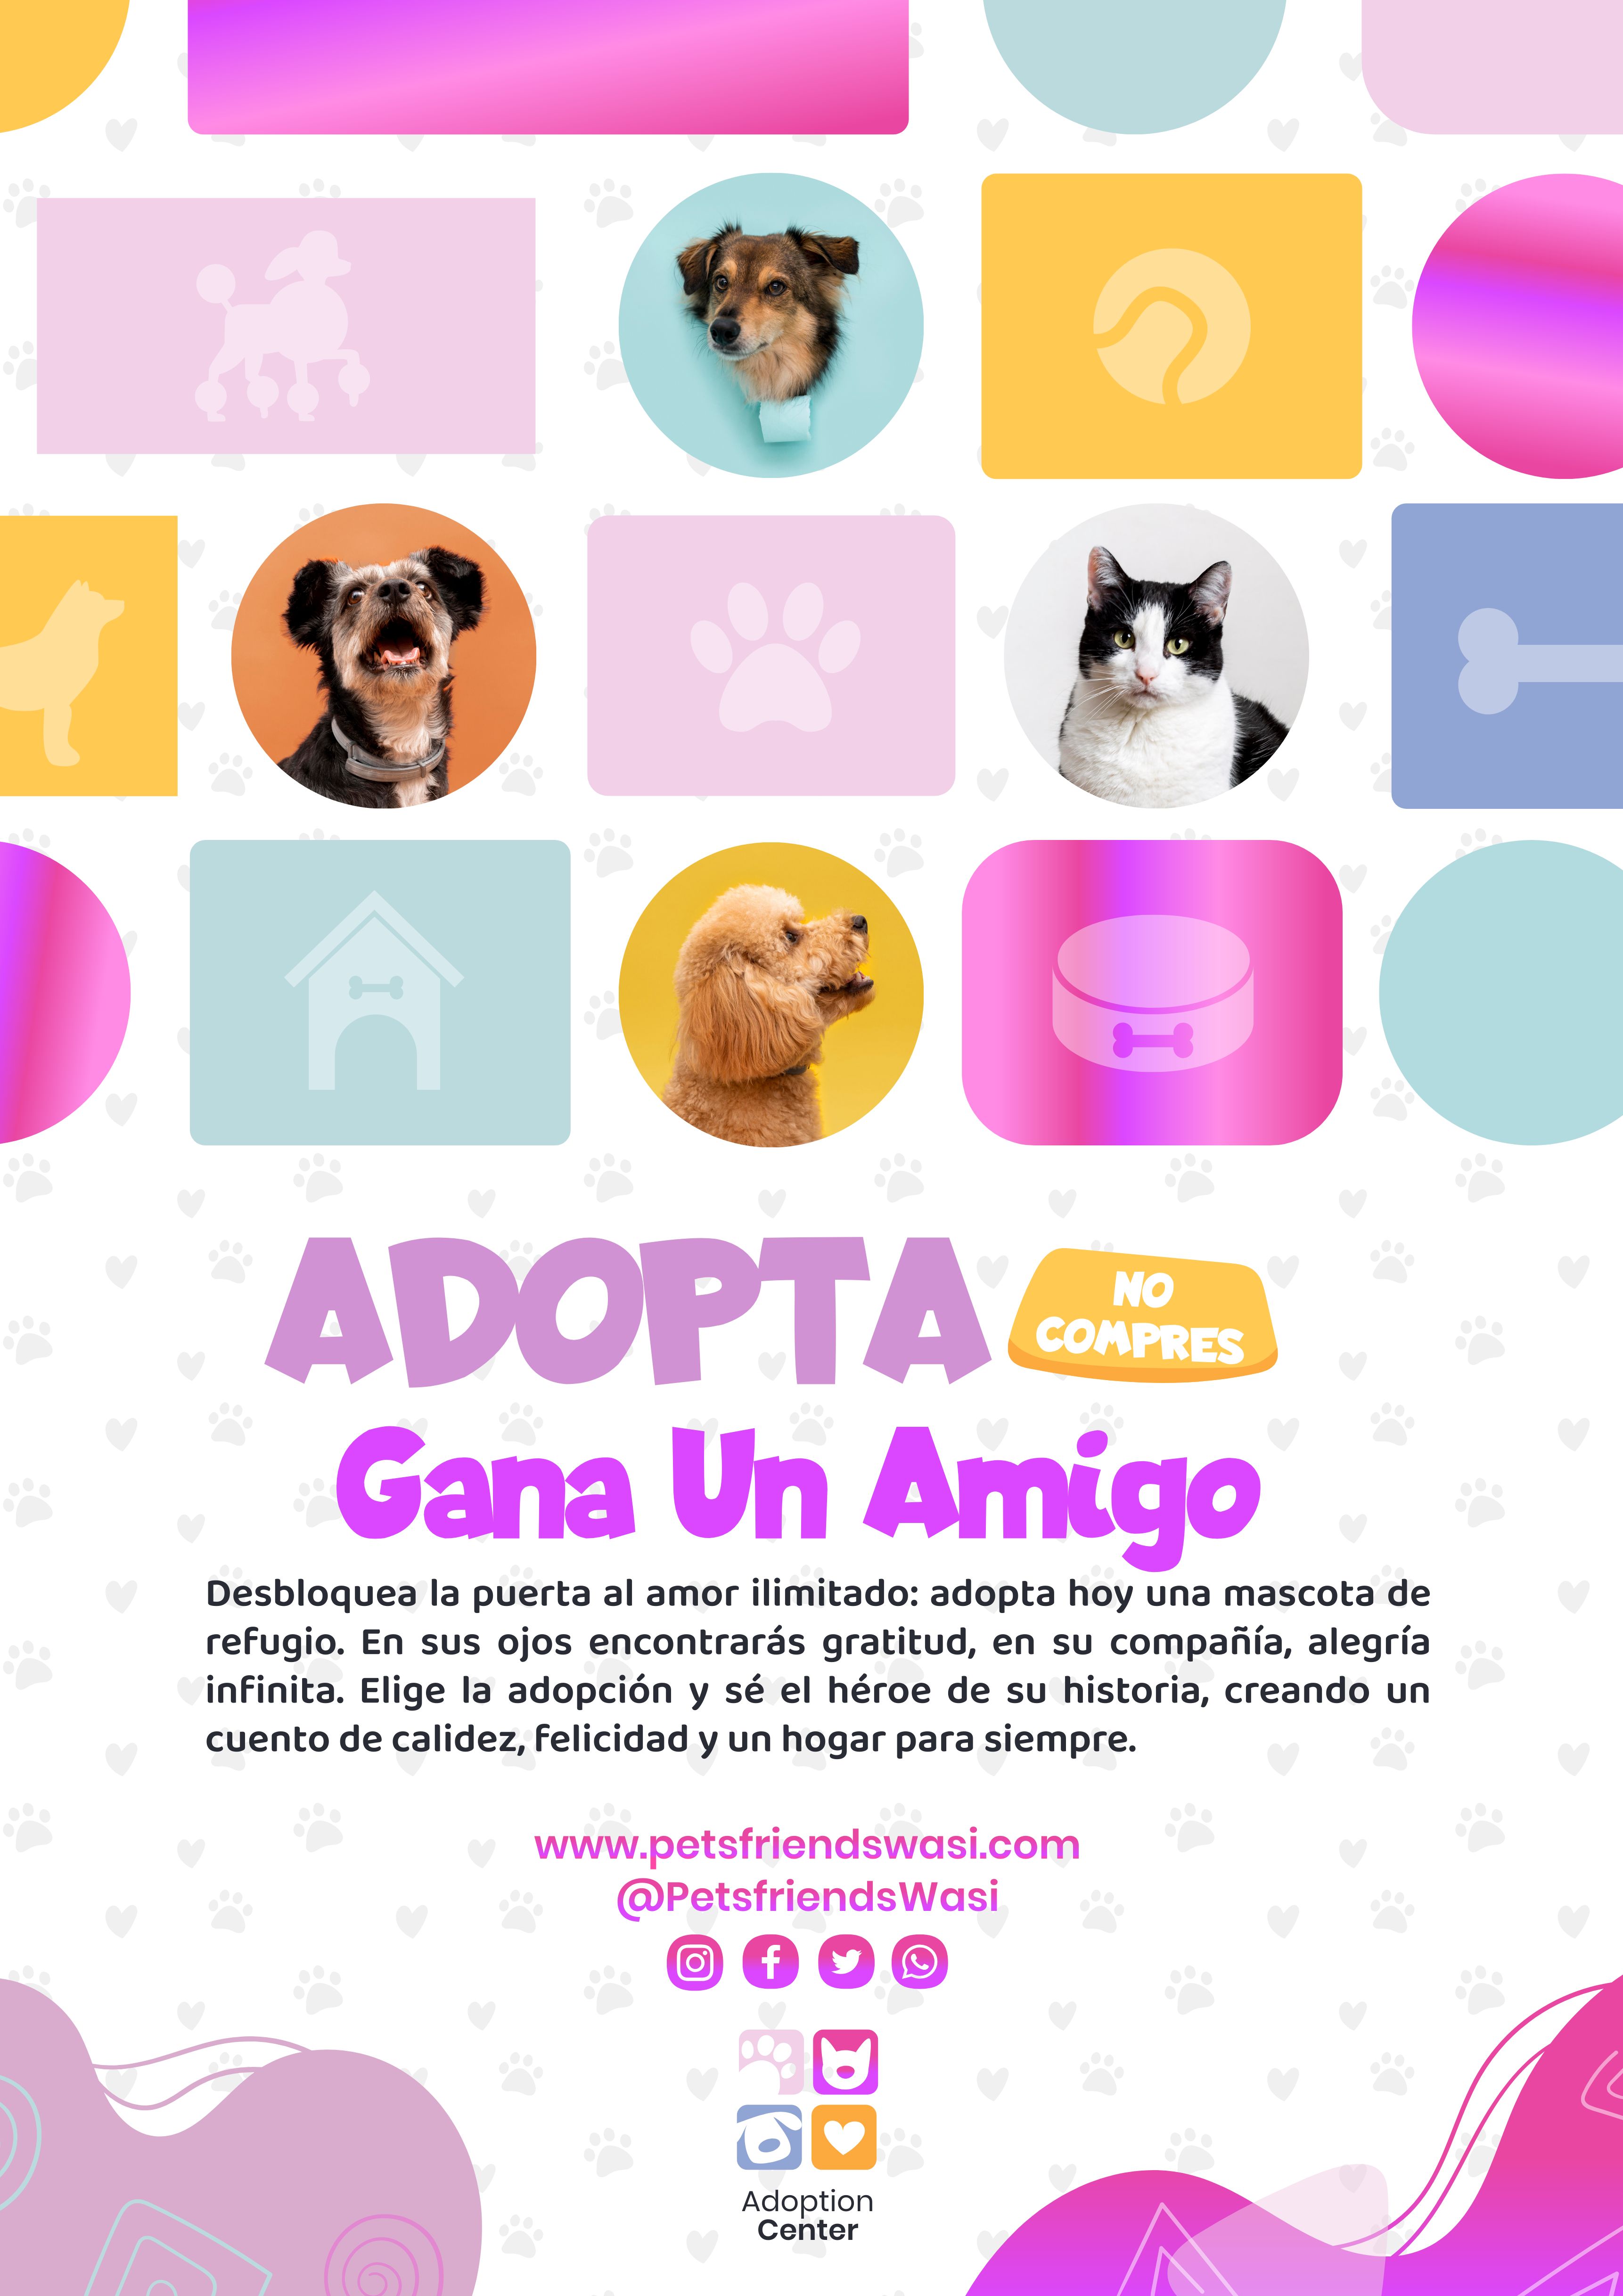 ADOPTA
NO
COMPRES
Gana Un Amigo
Desbloquea la puerta al amor ilimitado: adopta hoy una mascota de
refugio. En sus ojos encontrarás gratitud, en su compañía, alegría
infinita. Elige la adopción y sé el héroe de su historia, creando un
cuento de calidez, felicidad y un hogar para siempre.
www.petsfriendswasi.com
@PetsfriendsWasi
Adoption
Center